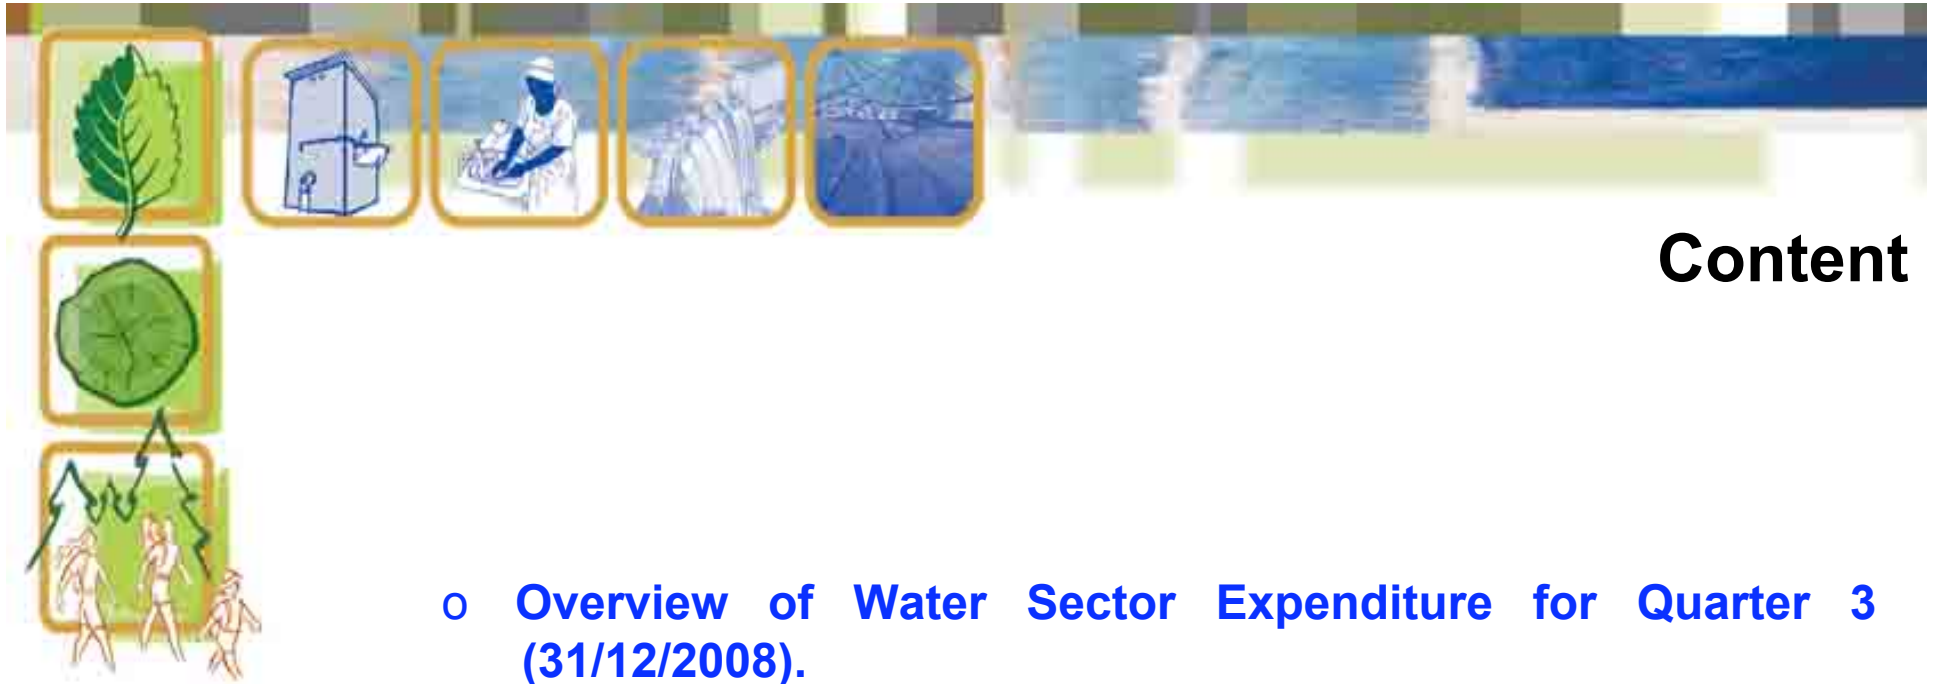 Content
o Overview of Water Sector Expenditure for Quarter 3
(31/12/2008).